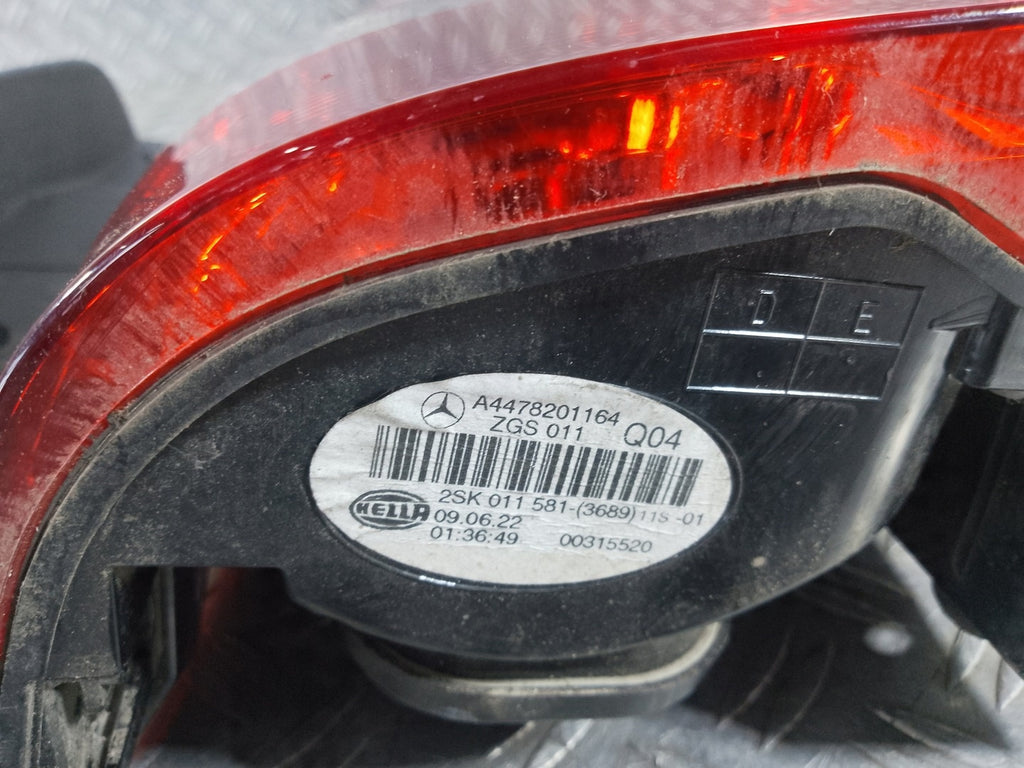 D E
A4478201164
ZGS 011 Q04
HELLA 2SK 011 581-(3689)11S -01
09.06.22
01:36:49 00315520